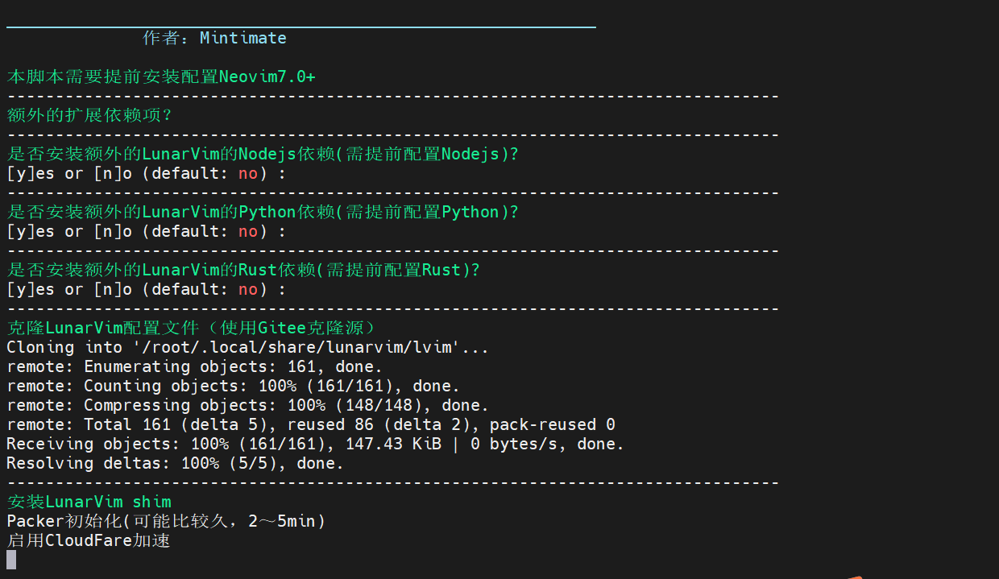 作者：Mintimate
本脚本需要提前安装配置Neovim7.0+
--------------------------------------------------------------------------------
额外的扩展依赖项？
--------------------------------------------------------------------------------
是否安装额外的LunarVim的Nodejs依赖(需提前配置Nodejs)?
[y]es or [n]o (default: no) :
--------------------------------------------------------------------------------
是否安装额外的LunarVim的Python依赖(需提前配置Python)?
[y]es or [n]o (default: no) :
--------------------------------------------------------------------------------
是否安装额外的LunarVim的Rust依赖(需提前配置Rust)?
[y]es or [n]o (default: no) :
--------------------------------------------------------------------------------
克隆LunarVim配置文件（使用Gitee克隆源）
Cloning into '/root/.local/share/lunarvim/lvim'...
remote: Enumerating objects: 161, done.
remote: Counting objects: 100% (161/161), done.
remote: Compressing objects: 100% (148/148), done.
remote: Total 161 (delta 5), reused 86 (delta 2), pack-reused 0
Receiving objects: 100% (161/161), 147.43 KiB | 0 bytes/s, done.
Resolving deltas: 100% (5/5), done.
--------------------------------------------------------------------------------
安装LunarVim shim
Packer初始化(可能比较久，2～5min)
启用CloudFare加速